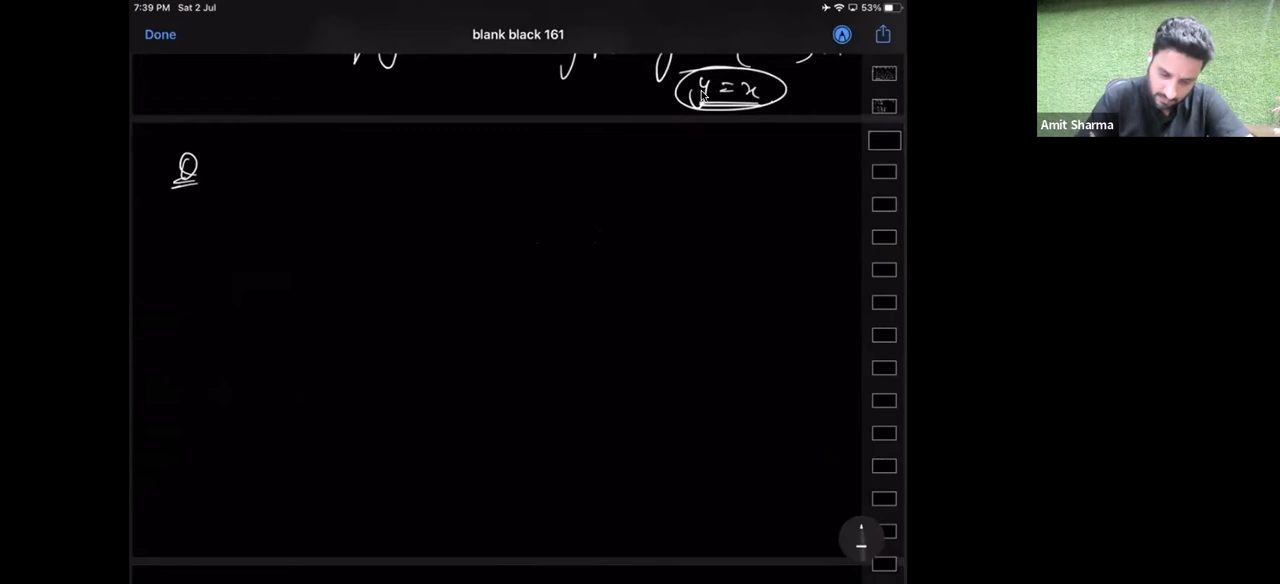 7:39 PM Sat 2 Jul 53%
Done blank black 161
y = x
Q
Amit Sharma